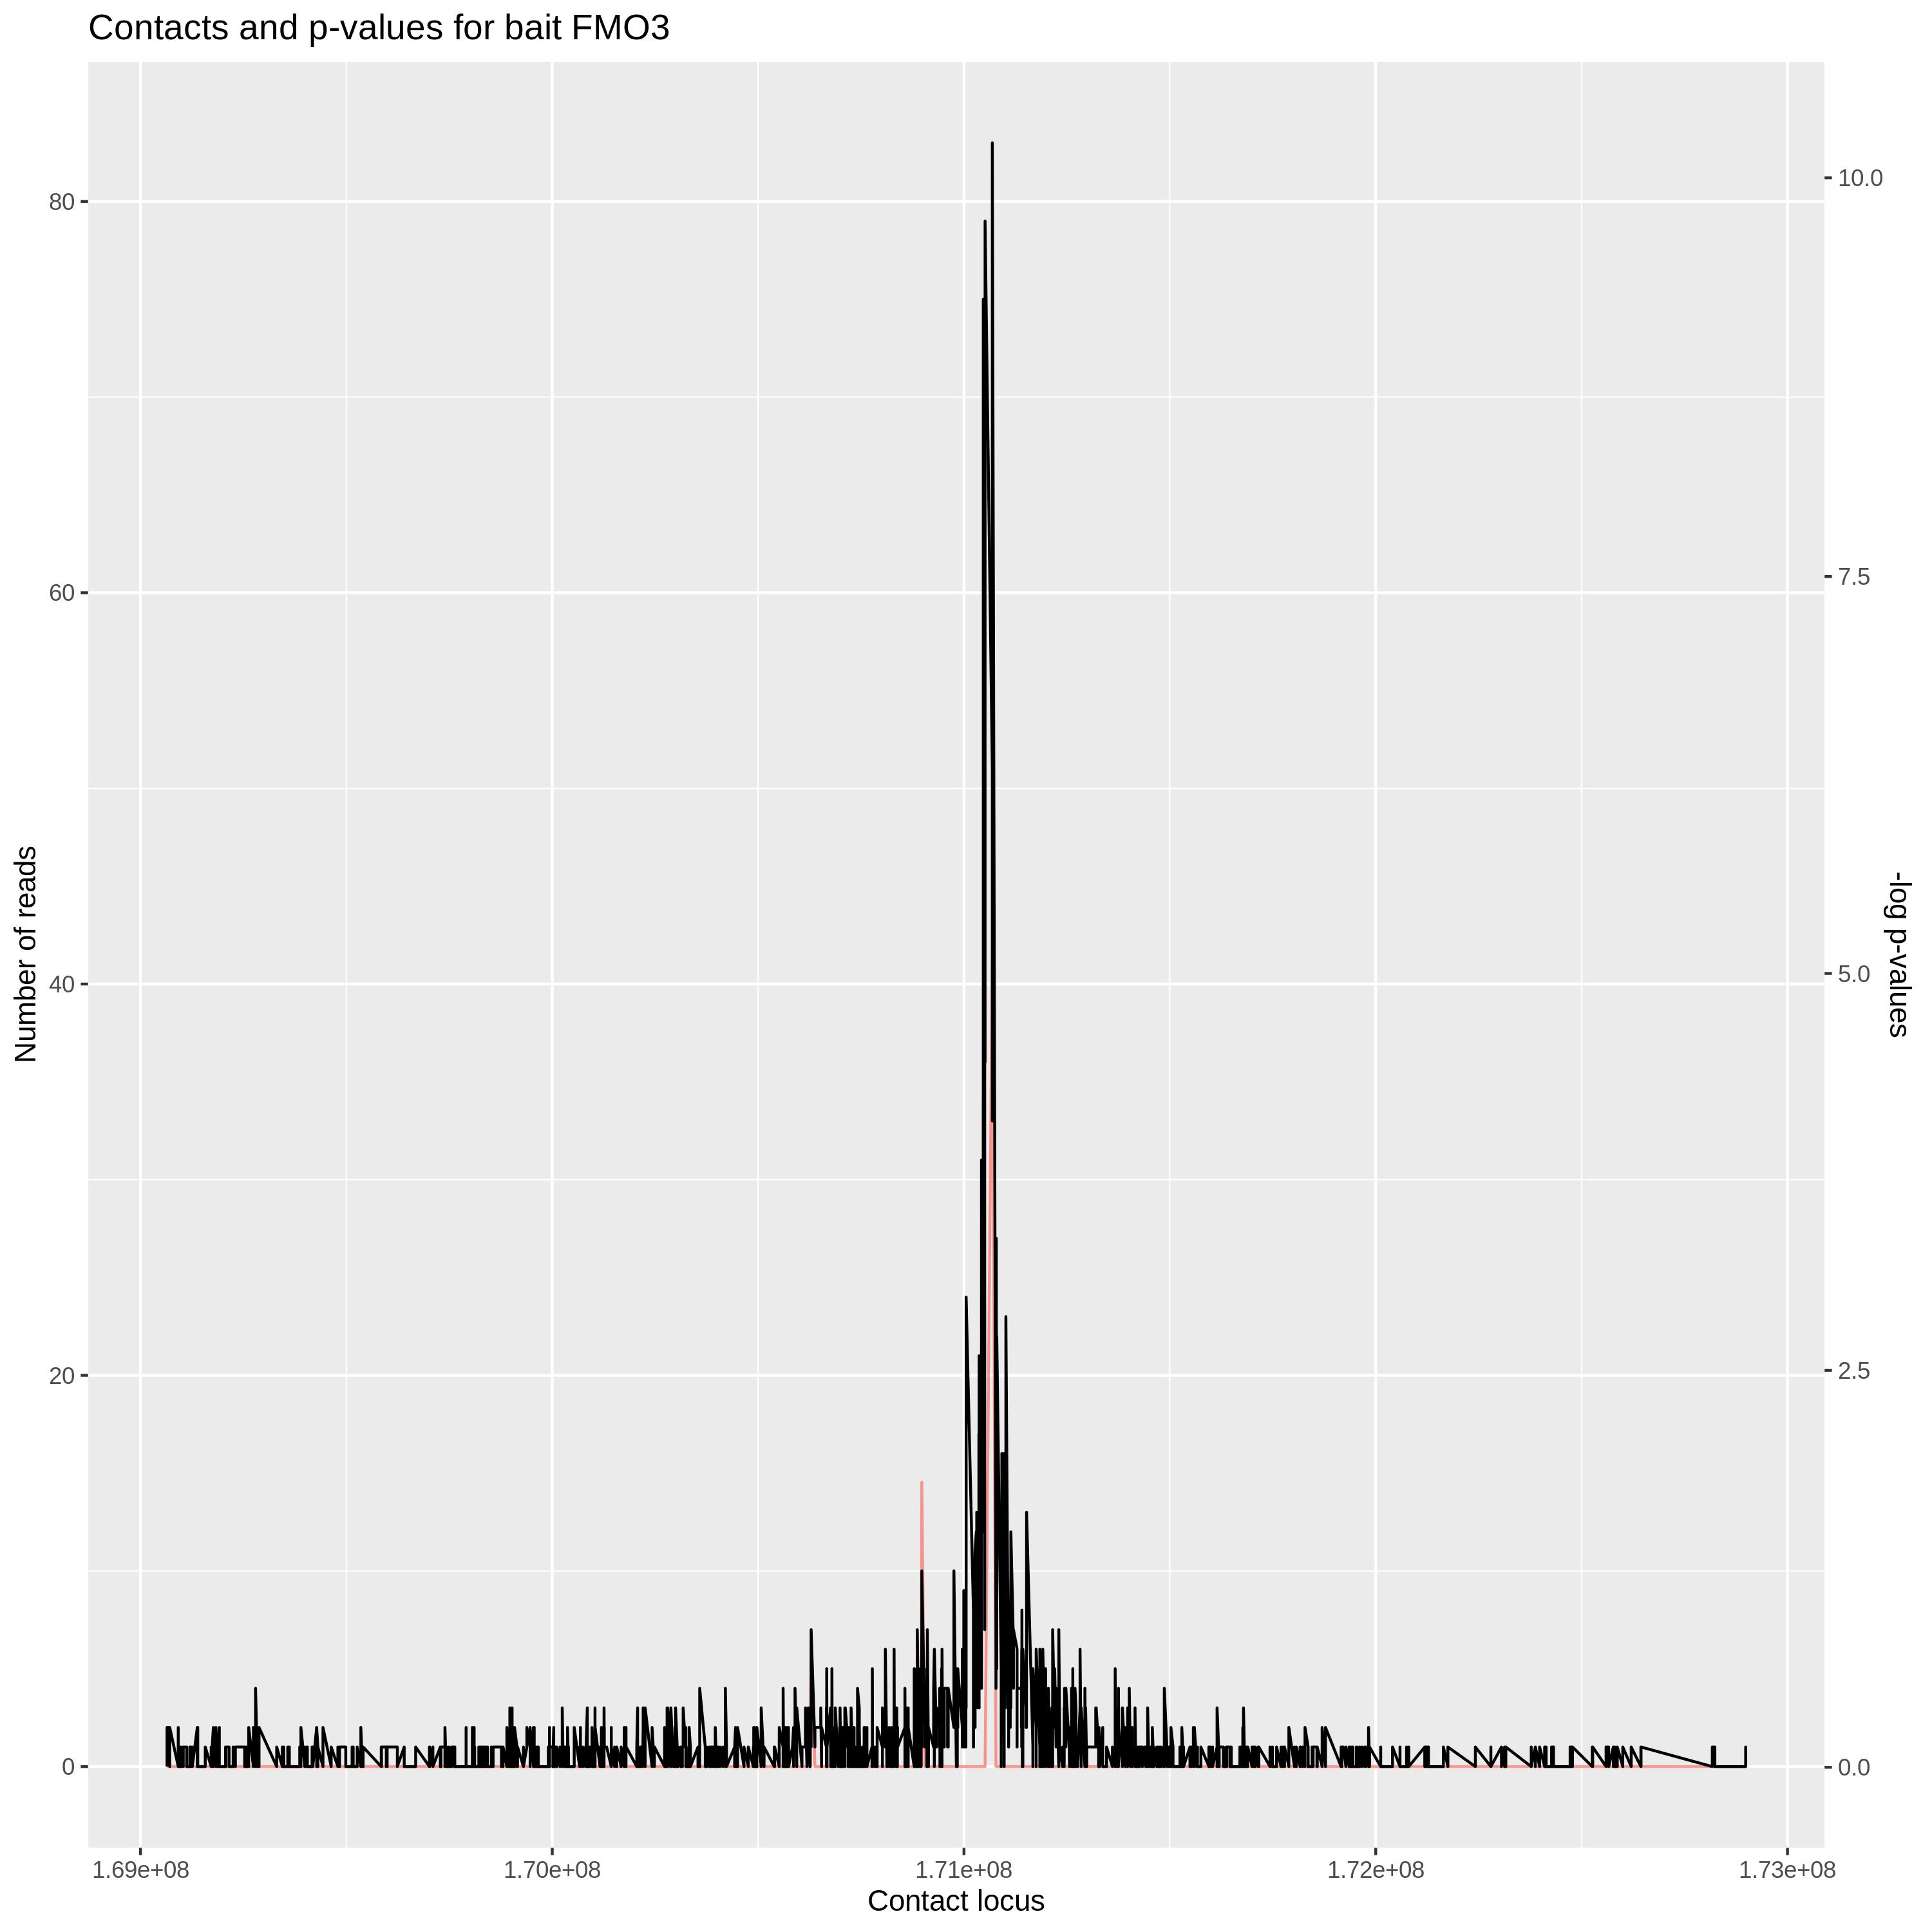 Contacts and p-values for bait FMO3
80
60
40
20
0
Number of reads
10.0
7.5
5.0
2.5
0.0
-log p-values
1.69e+08
1.70e+08
1.71e+08
1.72e+08
1.73e+08
Contact locus